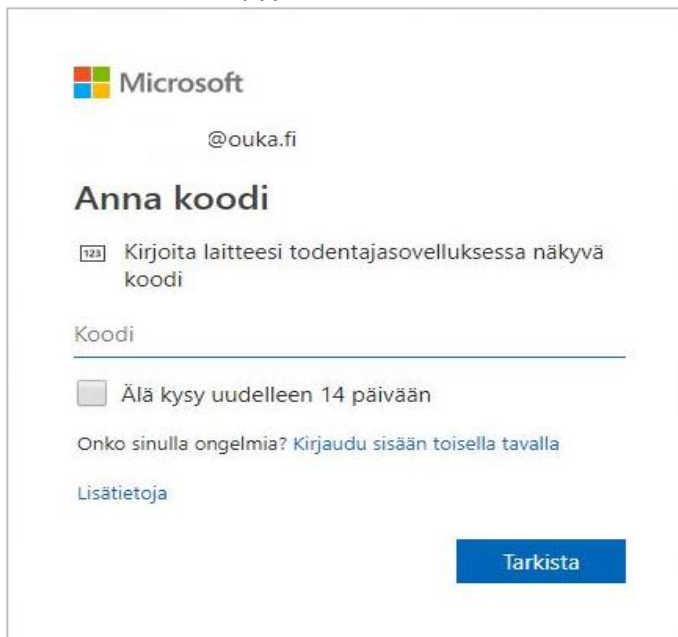 Microsoft
@ouka.fi
Anna koodi
123
Kirjoita laitteesi todentajasovelluksessa näkyvä
koodi
Koodi
Älä kysy uudelleen 14 päivään
Onko sinulla ongelmia? Kirjaudu sisään toisella tavalla
Lisätietoja
Tarkista